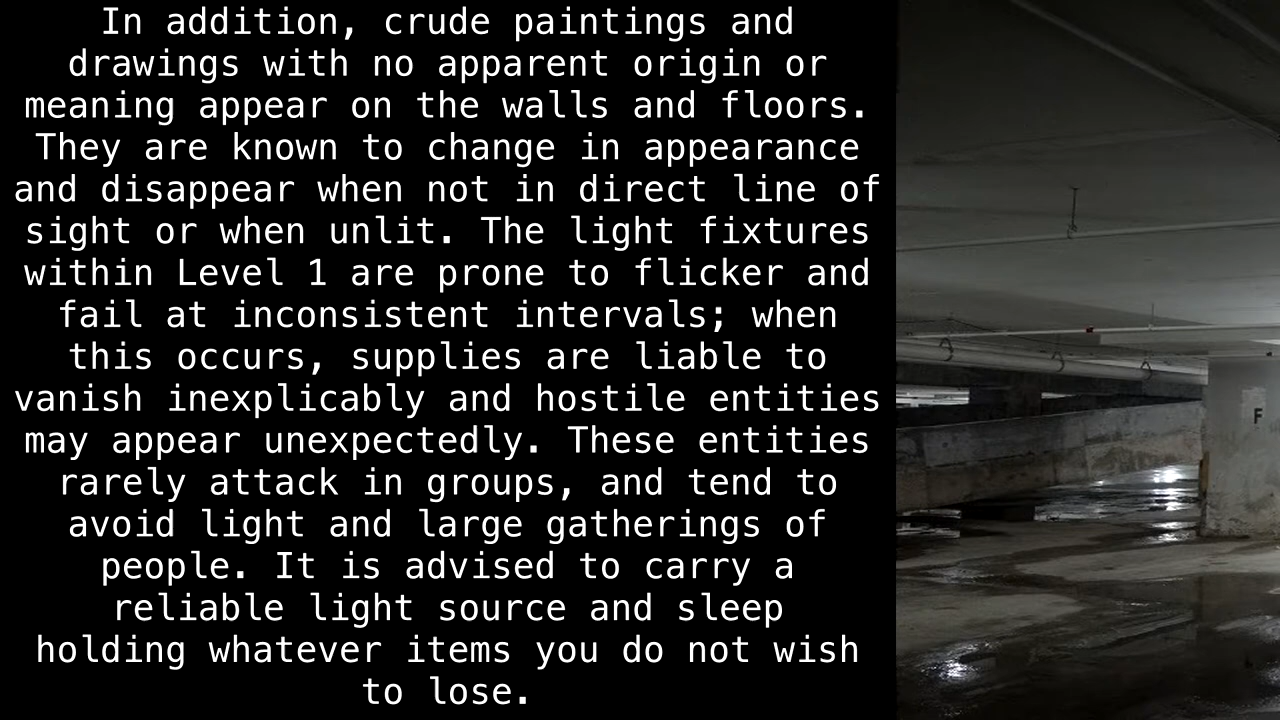 In addition, crude paintings and
drawings with no apparent origin or
meaning appear on the walls and floors.
They are known to change in appearance
and disappear when not in direct line of
sight or when unlit. The light fixtures
within Level 1 are prone to flicker and
fail at inconsistent intervals; when
this occurs, supplies are liable to
vanish inexplicably and hostile entities
may appear unexpectedly. These entities
rarely attack in groups, and tend to
avoid light and large gatherings of
people. It is advised to carry a
reliable light source and sleep
holding whatever items you do not wish
to lose.
F